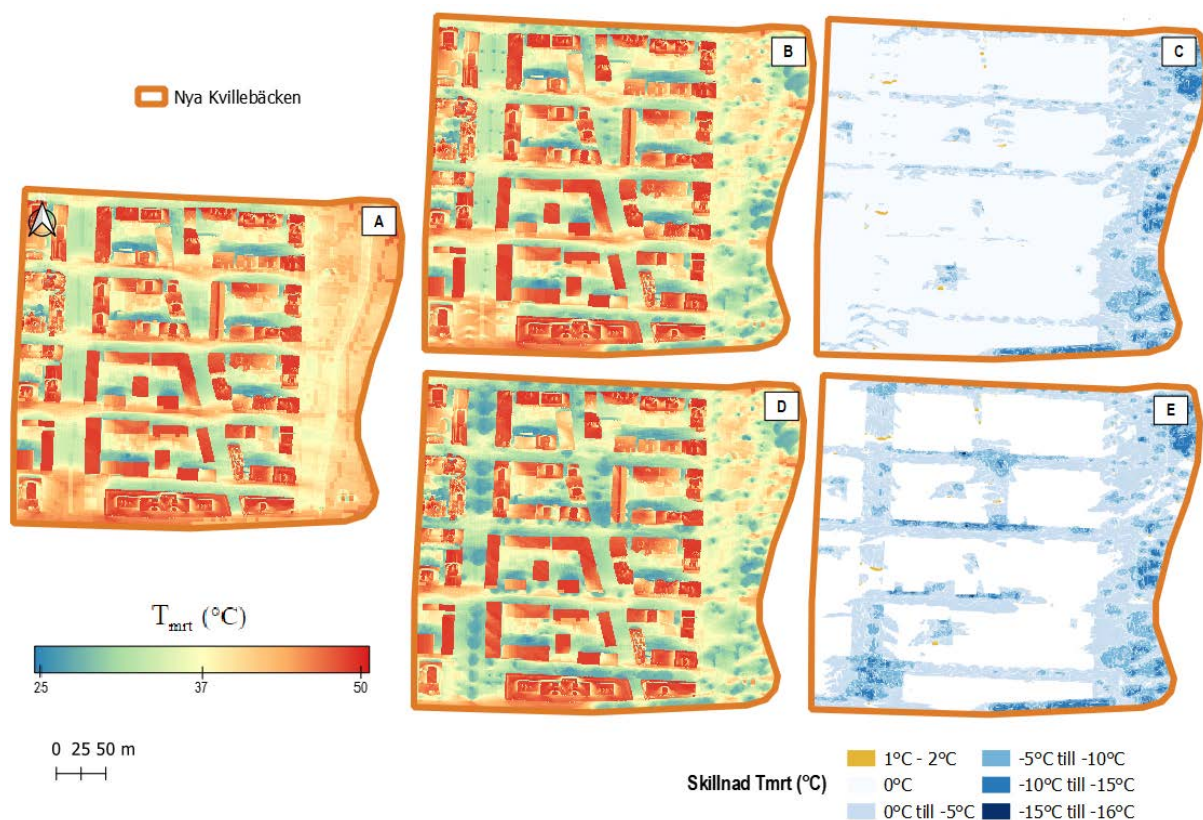 B
C
Nya Kvillebäcken
A
D
E
Tmrt (°C)
25
37
50
0 25 50 m
Skillnad Tmrt (°C)
1°C - 2°C
0°C
0°C till -5°C
-5°C till -10°C
-10°C till -15°C
-15°C till -16°C